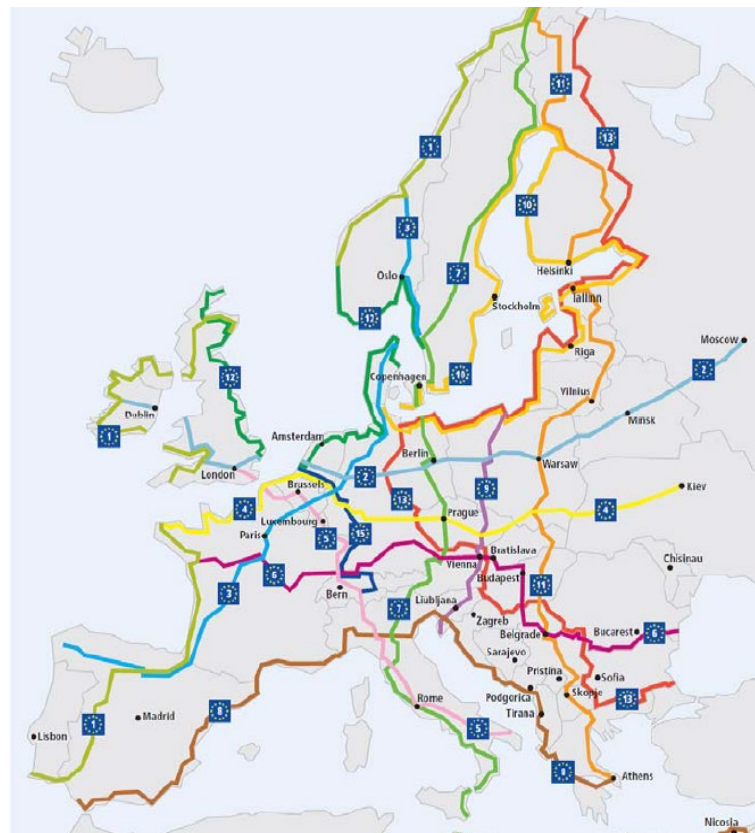 11
1
13
10
3
7
Helsinki
Oslo
Tallinn
Stockholm
12
Moscow
Riga
2
12
Copenhagen
10
Vilnius
Dublin
Minsk
1
Amsterdam
Berlin
Warsaw
London
2
Brussels
9
Kiev
13
4
4
Prague
Luxembourg
15
5
Paris
Bratislava
Chisinau
Vienna
6
Budapest
Bern
11
3
7
Ljubljana
Zagreb
Bucarest
6
Belgrade
Sarajevo
Pristina
Sofia
Podgorica
Skopje
13
Rome
Tirana
Madrid
8
1
5
Lisbon
8
Athens
Nicosia